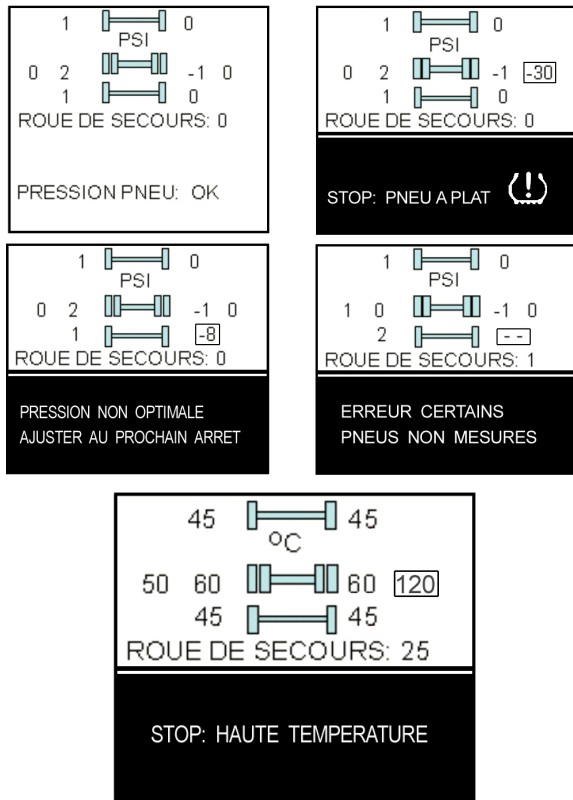 1 0
PSI
0 2 -1 0
1 0
ROUE DE SECOURS: 0
PRESSION PNEU: OK
1 0
PSI
0 2 -1 -30
1 0
ROUE DE SECOURS: 0
STOP: PNEU A PLAT (!)
1 0
PSI
0 2 -1 0
1 -8
ROUE DE SECOURS: 0
PRESSION NON OPTIMALE
AJUSTER AU PROCHAIN ARRET
1 0
PSI
1 0 -1 0
2 - -
ROUE DE SECOURS: 1
ERREUR CERTAINS
PNEUS NON MESURES
45 45
ºC
50 60 60 120
45 45
ROUE DE SECOURS: 25
STOP: HAUTE TEMPERATURE